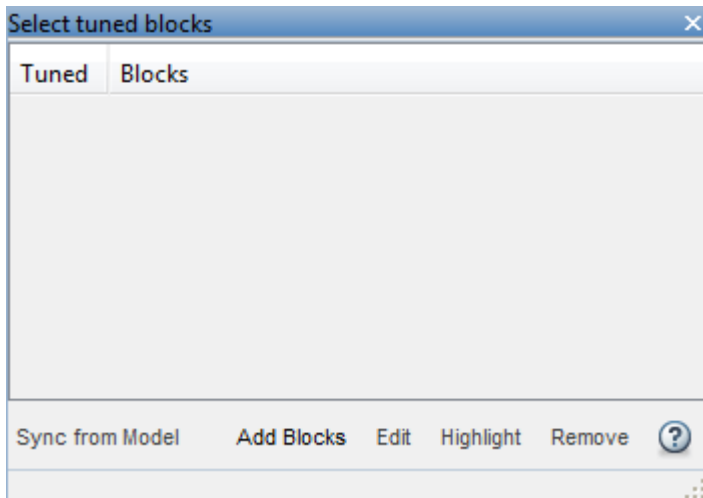 Select tuned blocks
Tuned Blocks
Sync from Model Add Blocks Edit Highlight Remove ?